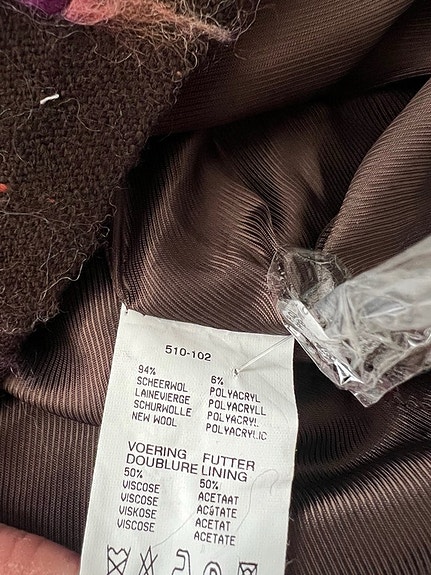 510-102
94% 6%
SCHEERWOL POLYACRYL
LAINEVIERGE POLYACRYLL
SCHURWOLLE POLYACRYL
NEW WOOL POLYACRYLIC
VOERING FUTTER
DOUBLURE LINING
50% 50%
VISCOSE ACETAAT
VISCOSE ACÉTATE
VISKOSE ACETAT
VISCOSE ACETATE